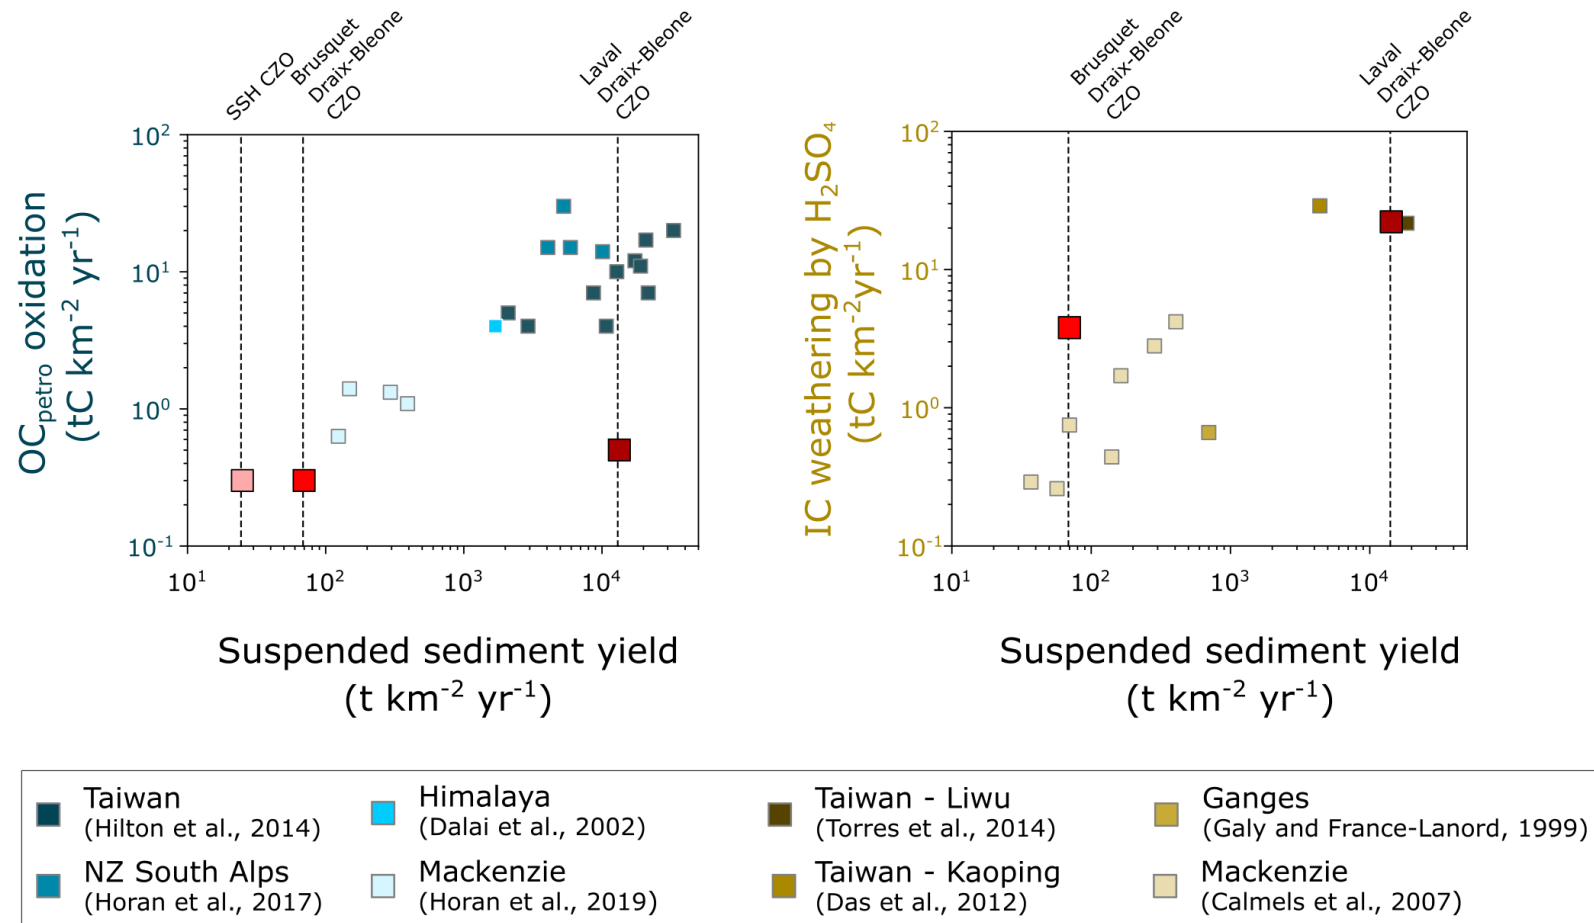 SSH CZO
Brusquet
Draix-Bleone
CZO
Laval
Draix-Bleone
CZO
OCpetro oxidation
(tC km-2 yr-1)
10²
10¹
10⁰
10-1
10¹
10²
10³
10⁴
Suspended sediment yield
(t km-2 yr-1)
Brusquet
Draix-Bleone
CZO
Laval
Draix-Bleone
CZO
IC weathering by H2SO4
(tC km-2yr-1)
10²
10¹
10⁰
10-1
10¹
10²
10³
10⁴
Suspended sediment yield
(t km-2 yr-1)
Taiwan
(Hilton et al., 2014)
NZ South Alps
(Horan et al., 2017)
Himalaya
(Dalai et al., 2002)
Mackenzie
(Horan et al., 2019)
Taiwan - Liwu
(Torres et al., 2014)
Taiwan - Kaoping
(Das et al., 2012)
Ganges
(Galy and France-Lanord, 1999)
Mackenzie
(Calmels et al., 2007)